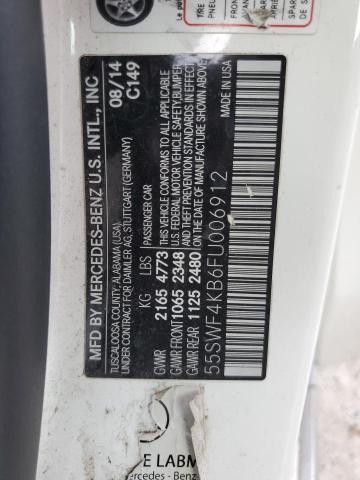 MFD BY MERCEDES-BENZ U.S. INTL., INC
TUSCALOOSA COUNTY, ALABAMA (USA)
UNDER CONTRACT FOR DAIMLER AG, STUTTGART (GERMANY)
08/14
C149
KG LBS PASSENGER CAR
GVWR 2165 4773
GAWR FRONT 1065 2348
GAWR REAR 1125 2480
THIS VEHICLE CONFORMS TO ALL APPLICABLE
U.S. FEDERAL MOTOR VEHICLE SAFETY, BUMPER,
AND THEFT PREVENTION STANDARDS IN EFFECT
ON THE DATE OF MANUFACTURE SHOWN ABOVE
55SWF4KB6FU006912 MADE IN USA
E LABM
ercedes - Benz
TIRE
PNEU